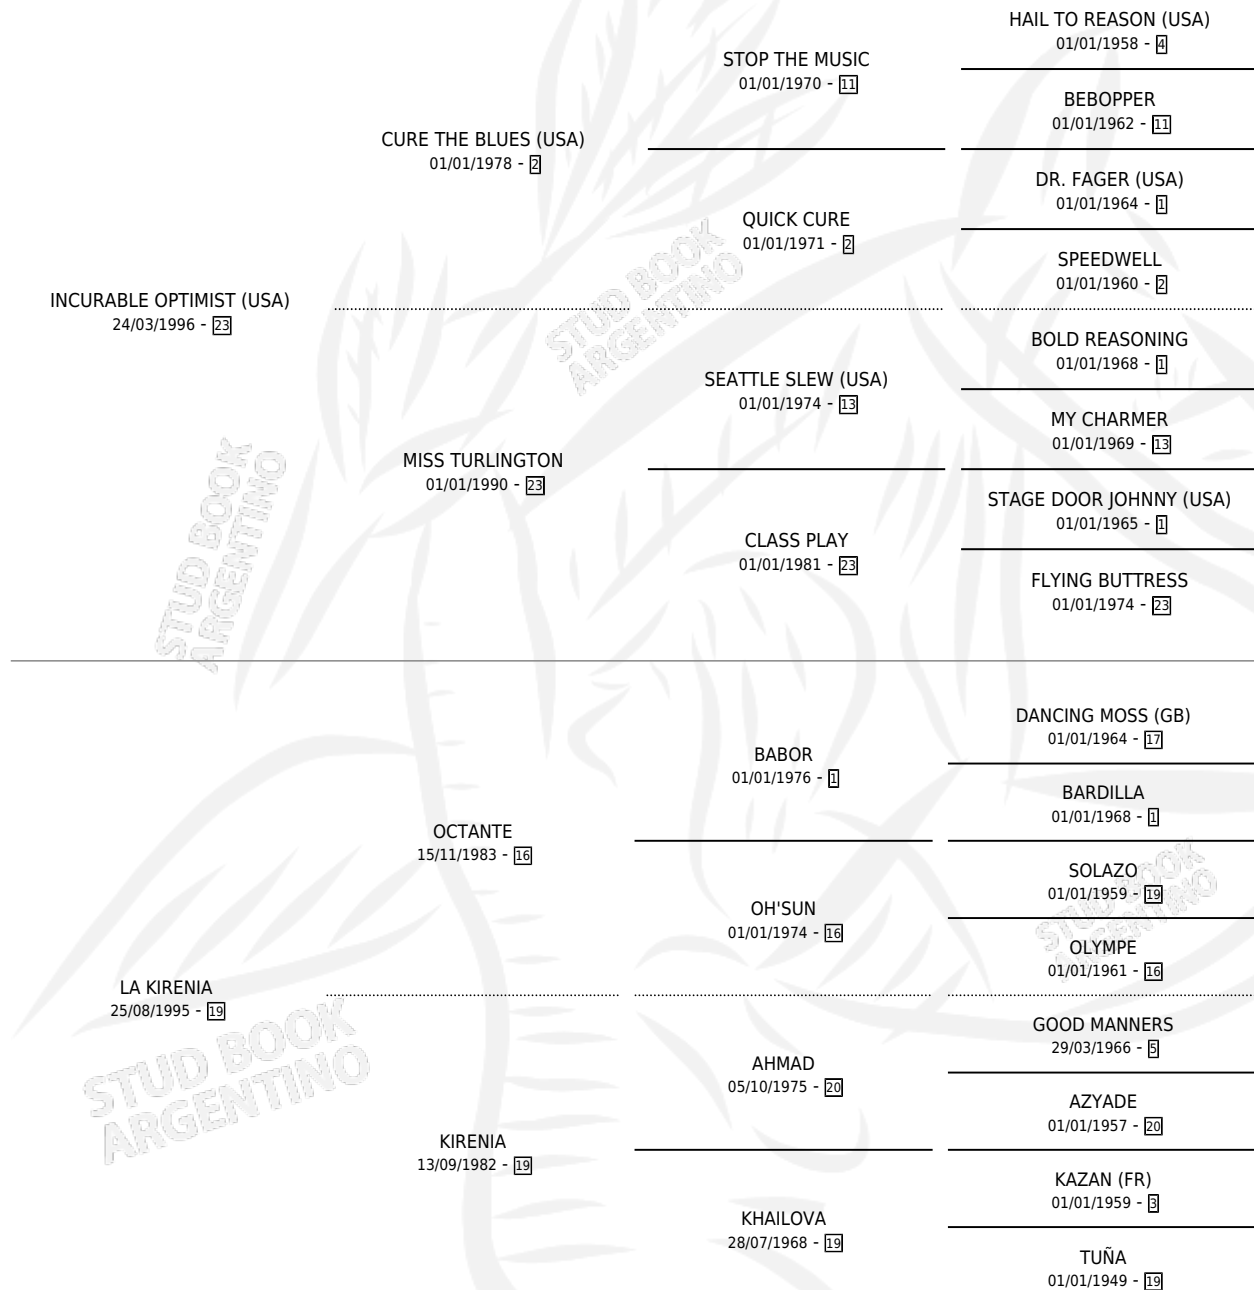 HAIL TO REASON (USA)
01/01/1958 - 4
STOP THE MUSIC
01/01/1970 - 11
BEBOPPER
01/01/1962 - 11
CURE THE BLUES (USA)
01/01/1978 - 2
DR. FAGER (USA)
01/01/1964 - 1
QUICK CURE
01/01/1971 - 2
SPEEDWELL
01/01/1960 - 2
INCURABLE OPTIMIST (USA)
24/03/1996 - 23
BOLD REASONING
01/01/1968 - 1
SEATTLE SLEW (USA)
01/01/1974 - 13
MY CHARMER
01/01/1969 - 13
MISS TURLINGTON
01/01/1990 - 23
STAGE DOOR JOHNNY (USA)
01/01/1965 - 1
CLASS PLAY
01/01/1981 - 23
FLYING BUTTRESS
01/01/1974 - 23
DANCING MOSS (GB)
01/01/1964 - 17
BABOR
01/01/1976 - 1
BARDILLA
01/01/1968 - 1
OCTANTE
15/11/1983 - 16
SOLAZO
01/01/1959 - 19
OH'SUN
01/01/1974 - 16
OLYMPE
01/01/1961 - 16
LA KIRENIA
25/08/1995 - 19
GOOD MANNERS
29/03/1966 - 5
AHMAD
05/10/1975 - 20
AZYADE
01/01/1957 - 20
KIRENIA
13/09/1982 - 19
KAZAN (FR)
01/01/1959 - 3
KHAILOVA
28/07/1968 - 19
TUÑA
01/01/1949 - 19
STUD BOOK
ARGENTINO
STUD BOOK
ARGENTINO
STUD BOOK
ARGENTINO
STUD BOOK
ARGENTINO